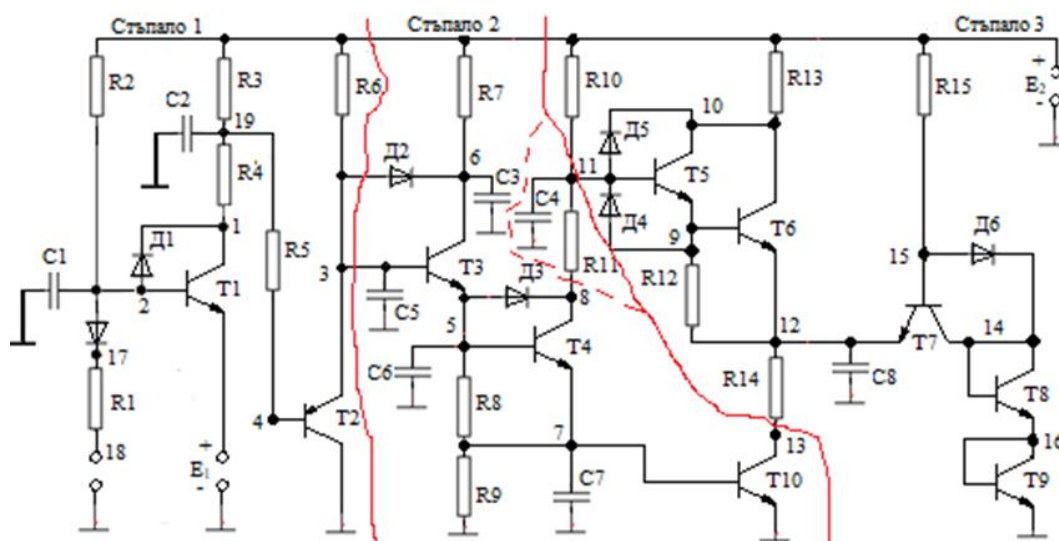 Стъпало 1 Стъпало 2 Стъпало 3
R2 R3 R6 R7 R10 R13 R15 + E2 -
C2 19 10
Д5
R4 Д2 6 C3 11 T5
C4 Д4
1 9 T6 Д6
C1 Д1 R5 15
2 T1 3 T3 R11 R12
C5 Д3 8
17 5 12 14
T4 T7
R1 C6 R14 C8 T8
4 T2 R8
18 7 13 16
+ E1 - R9 C7 T10 T9